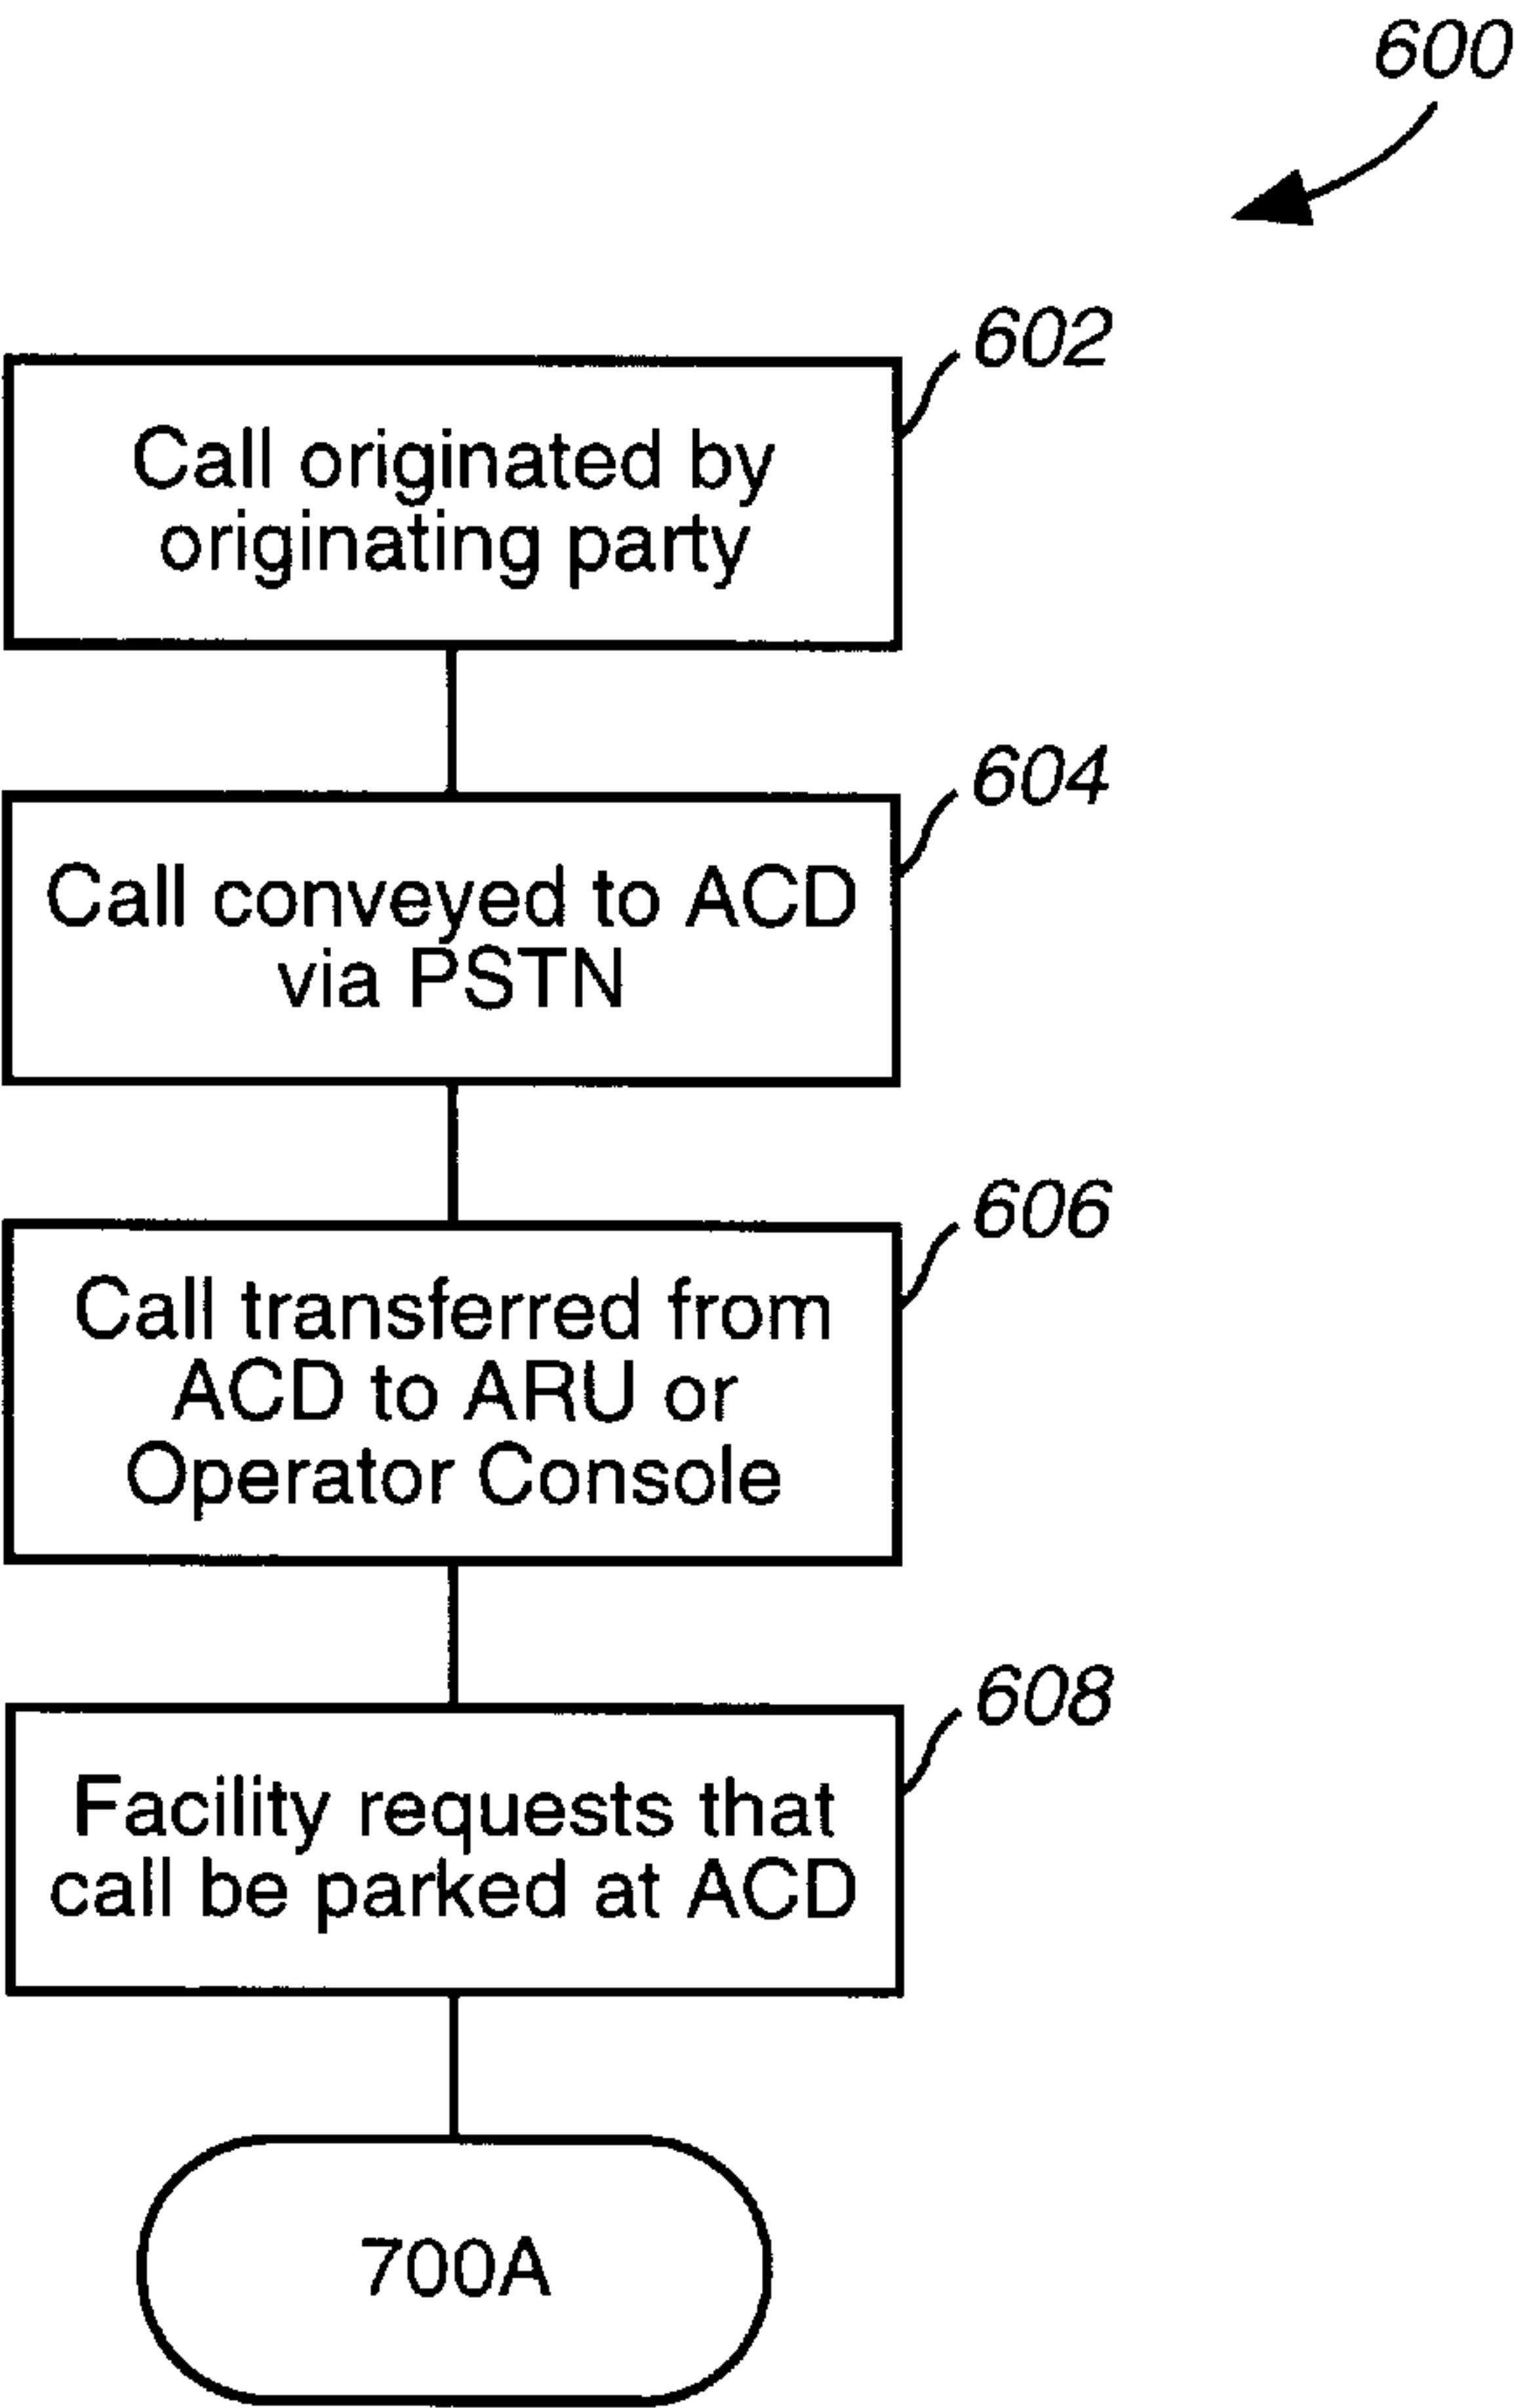 600
602
Call originated by
originating party
604
Call conveyed to ACD
via PSTN
606
Call transferred from
ACD to ARU or
Operator Console
608
Facility requests that
call be parked at ACD
700A